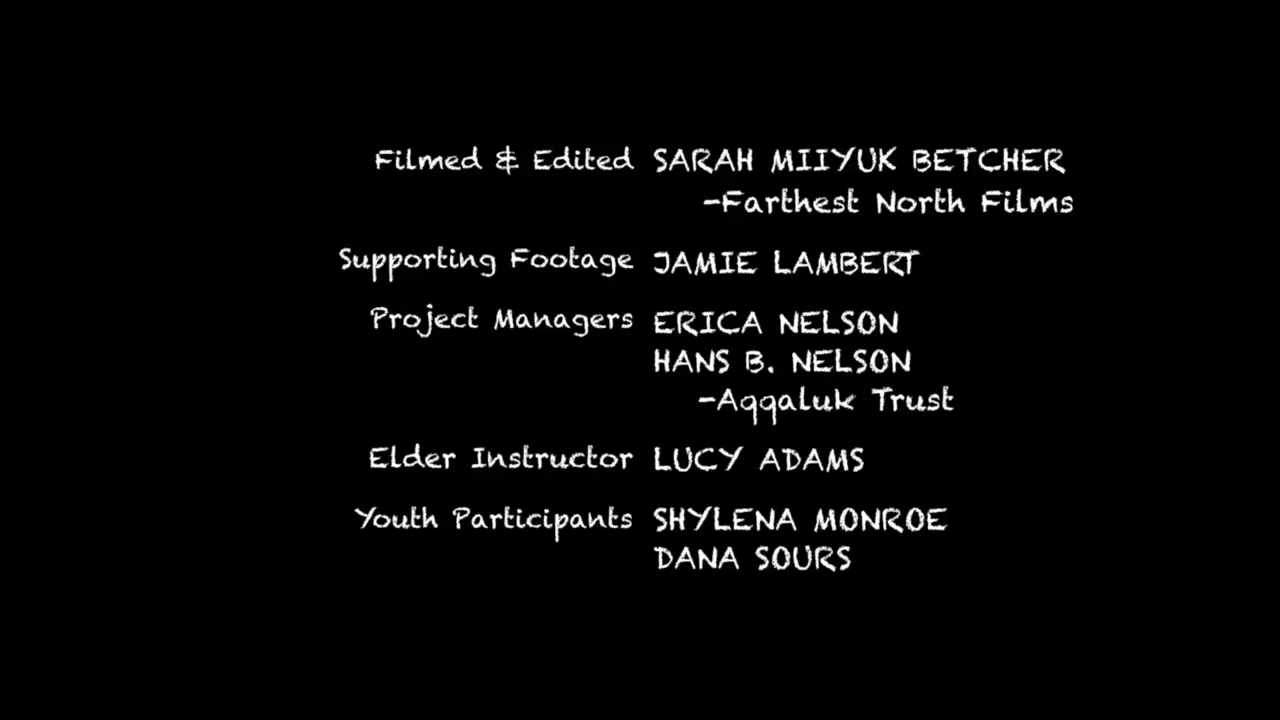 Filmed & Edited SARAH MIIYUK BETCHER
-Farthest North Films
Supporting Footage JAMIE LAMBERT
Project Managers ERICA NELSON
HANS B. NELSON
-Aqqaluk Trust
Elder Instructor LUCY ADAMS
Youth Participants SHYLENA MONROE
DANA SOURS